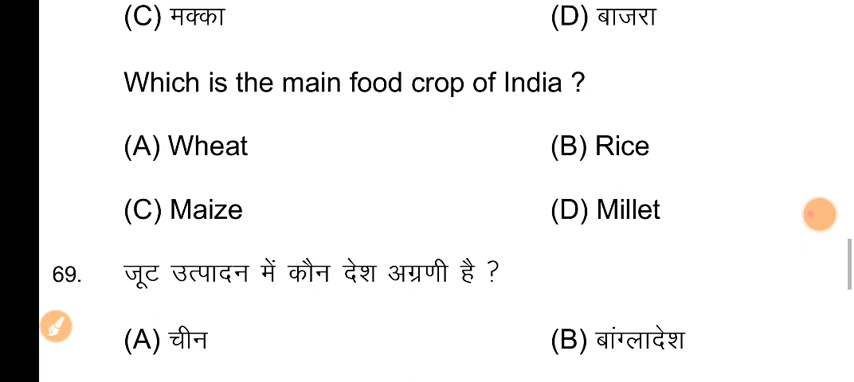 (C) मक्का (D) बाजरा
Which is the main food crop of India ?
(A) Wheat (B) Rice
(C) Maize (D) Millet
69. जूट उत्पादन में कौन देश अग्रणी है ?
(A) चीन (B) बांग्लादेश